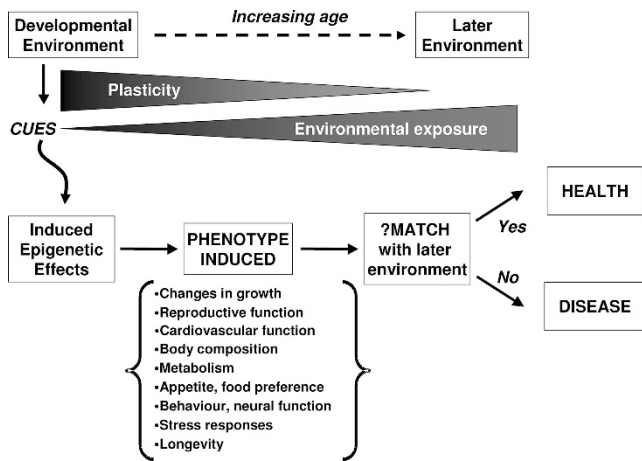 Developmental
Environment
Increasing age
Later
Environment
Plasticity
CUES
Environmental exposure
Induced
Epigenetic
Effects
PHENOTYPE
INDUCED
?MATCH
with later
environment
Yes
HEALTH
No
DISEASE
•Changes in growth
•Reproductive function
•Cardiovascular function
•Body composition
•Metabolism
•Appetite, food preference
•Behaviour, neural function
•Stress responses
•Longevity